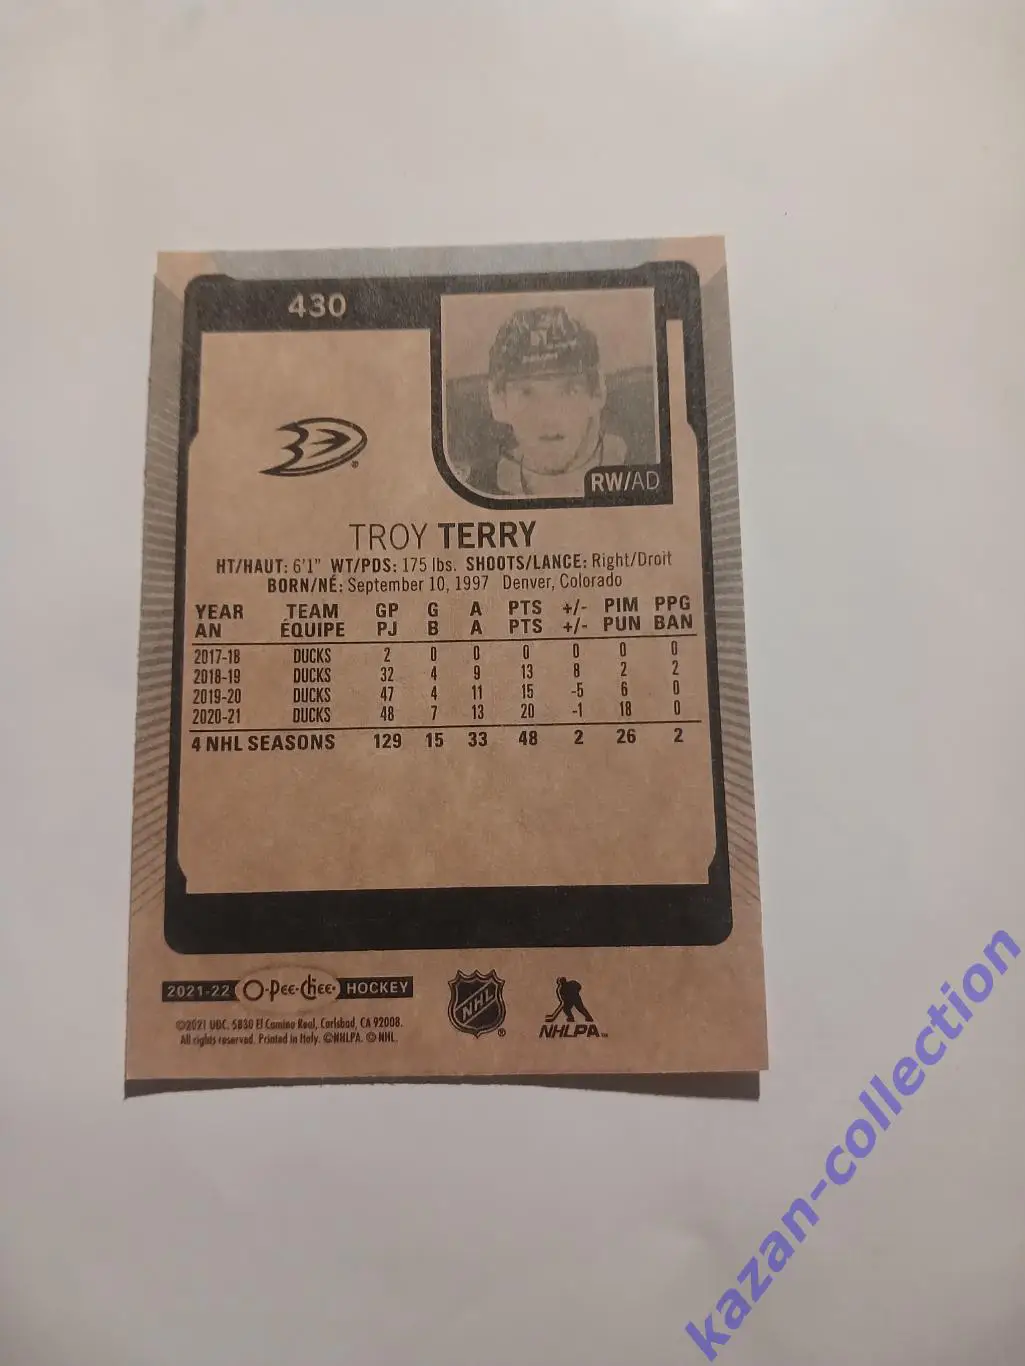 430
RW/AD
TROY TERRY
HT/HAUT: 6'1" WT/PDS: 175 lbs. SHOOTS/LANCE: Right/Droit
BORN/NÉ: September 10, 1997 Denver, Colorado
YEAR TEAM GP G A PTS +/- PIM PPG
AN ÉQUIPE PJ B A PTS +/- PUN BAN
2017-18 DUCKS 2 0 0 0 0 0 0
2018-19 DUCKS 32 4 9 13 8 2 2
2019-20 DUCKS 47 4 11 15 -5 6 0
2020-21 DUCKS 48 7 13 20 -1 18 0
4 NHL SEASONS 129 15 33 48 2 26 2
2021-22 O-Pee-Chee HOCKEY
NHL
NHLPA
©2021 UDC. 5830 El Camino Real, Carlsbad, CA 92008.
All rights reserved. Printed in Italy. ©NHLPA. © NHL.
kazan-collection